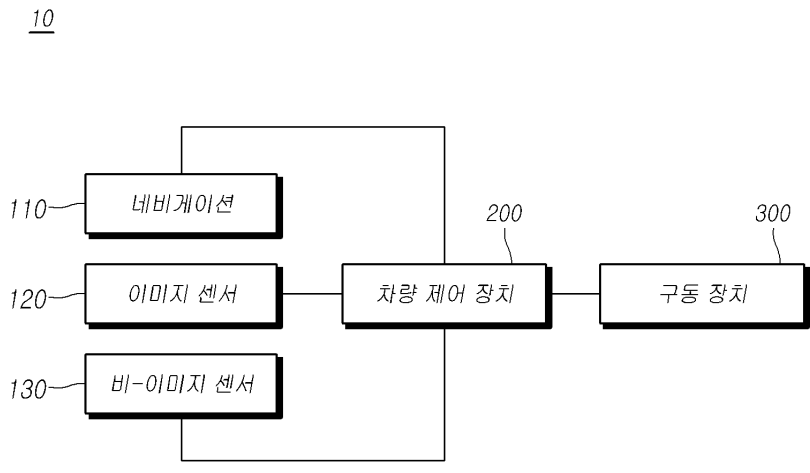 10
110
네비게이션
120
이미지 센서
130
비-이미지 센서
200
차량 제어 장치
300
구동 장치